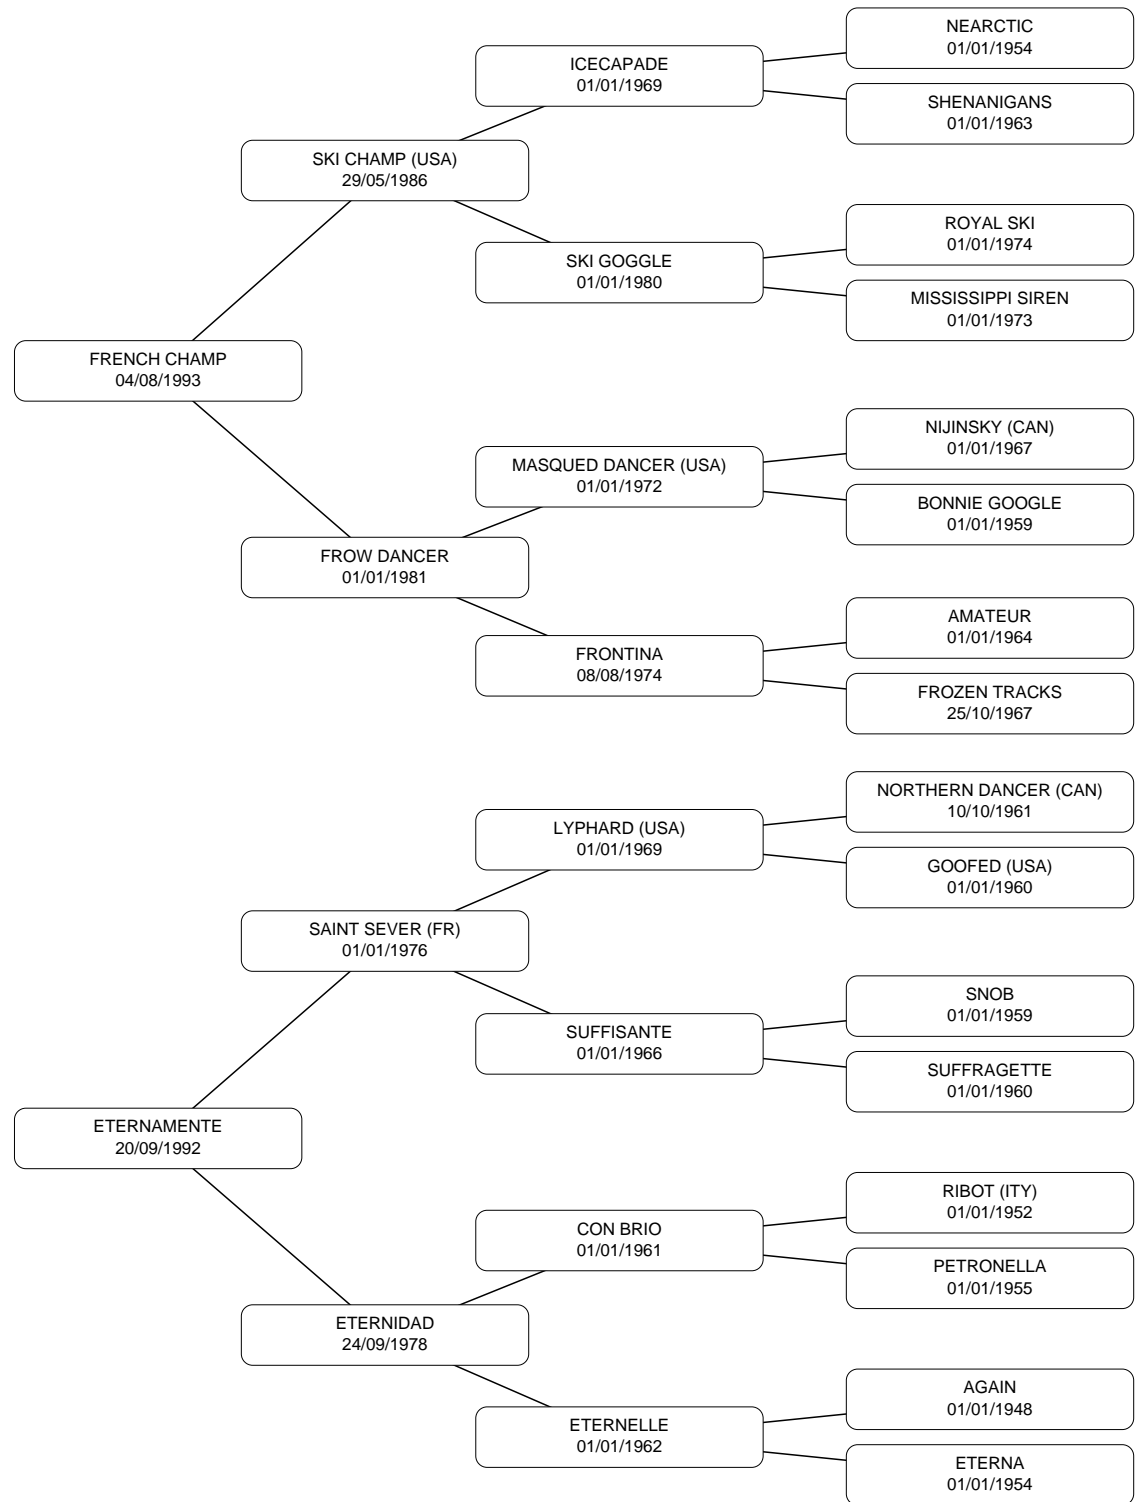 NEARCTIC
01/01/1954
ICECAPADE
01/01/1969
SHENANIGANS
01/01/1963
SKI CHAMP (USA)
29/05/1986
ROYAL SKI
01/01/1974
SKI GOGGLE
01/01/1980
MISSISSIPPI SIREN
01/01/1973
FRENCH CHAMP
04/08/1993
NIJINSKY (CAN)
01/01/1967
MASQUED DANCER (USA)
01/01/1972
BONNIE GOOGLE
01/01/1959
FROW DANCER
01/01/1981
AMATEUR
01/01/1964
FRONTINA
08/08/1974
FROZEN TRACKS
25/10/1967
NORTHERN DANCER (CAN)
10/10/1961
LYPHARD (USA)
01/01/1969
GOOFED (USA)
01/01/1960
SAINT SEVER (FR)
01/01/1976
SNOB
01/01/1959
SUFFISANTE
01/01/1966
SUFFRAGETTE
01/01/1960
ETERNAMENTE
20/09/1992
RIBOT (ITY)
01/01/1952
CON BRIO
01/01/1961
PETRONELLA
01/01/1955
ETERNIDAD
24/09/1978
AGAIN
01/01/1948
ETERNELLE
01/01/1962
ETERNA
01/01/1954